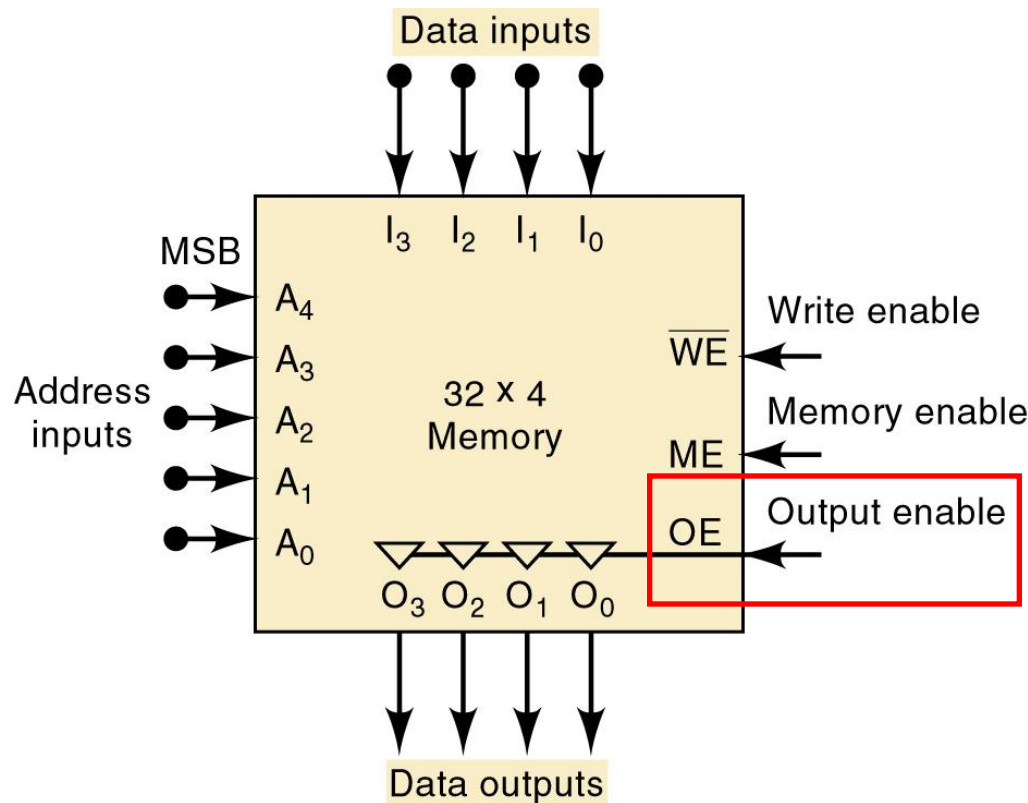 Data inputs
I₃ I₂ I₁ I₀
MSB
A₄
A₃
A₂
A₁
A₀
Address
inputs
32 x 4
Memory
Write enable
W̅E̅
Memory enable
ME
Output enable
OE
O₃ O₂ O₁ O₀
Data outputs